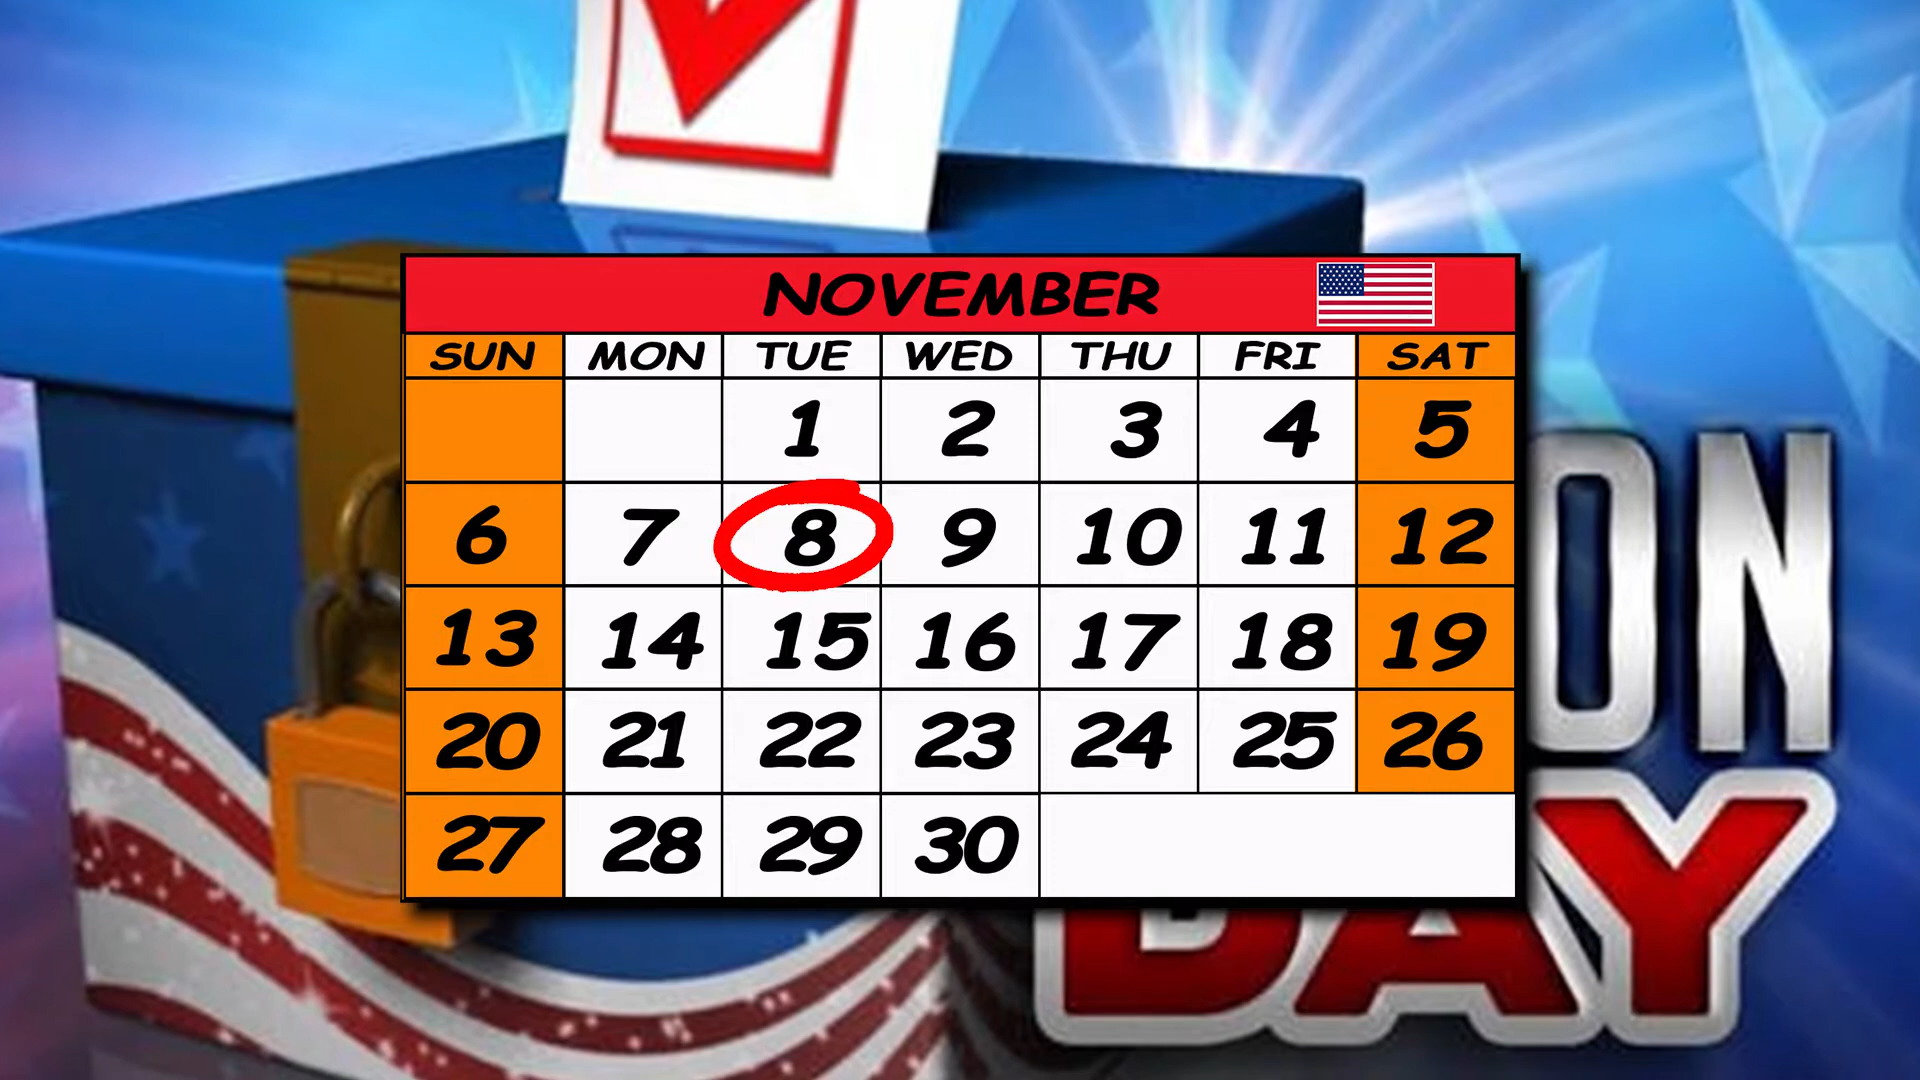 NOVEMBER
SUN MON TUE WED THU FRI SAT
1 2 3 4 5
6 7 8 9 10 11 12
13 14 15 16 17 18 19
20 21 22 23 24 25 26
27 28 29 30
ON
DAY